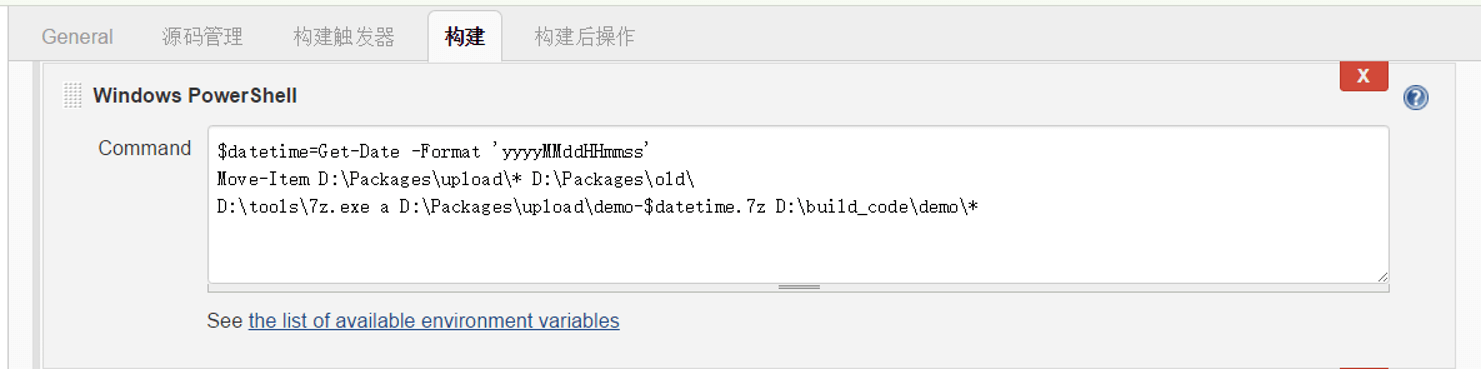 General 源码管理 构建触发器 构建 构建后操作
X
Windows PowerShell
?
Command
$datetime=Get-Date -Format 'yyyyMMddHHmmss'
Move-Item D:\Packages\upload\* D:\Packages\old\
D:\tools\7z.exe a D:\Packages\upload\demo-$datetime.7z D:\build_code\demo\*
See the list of available environment variables